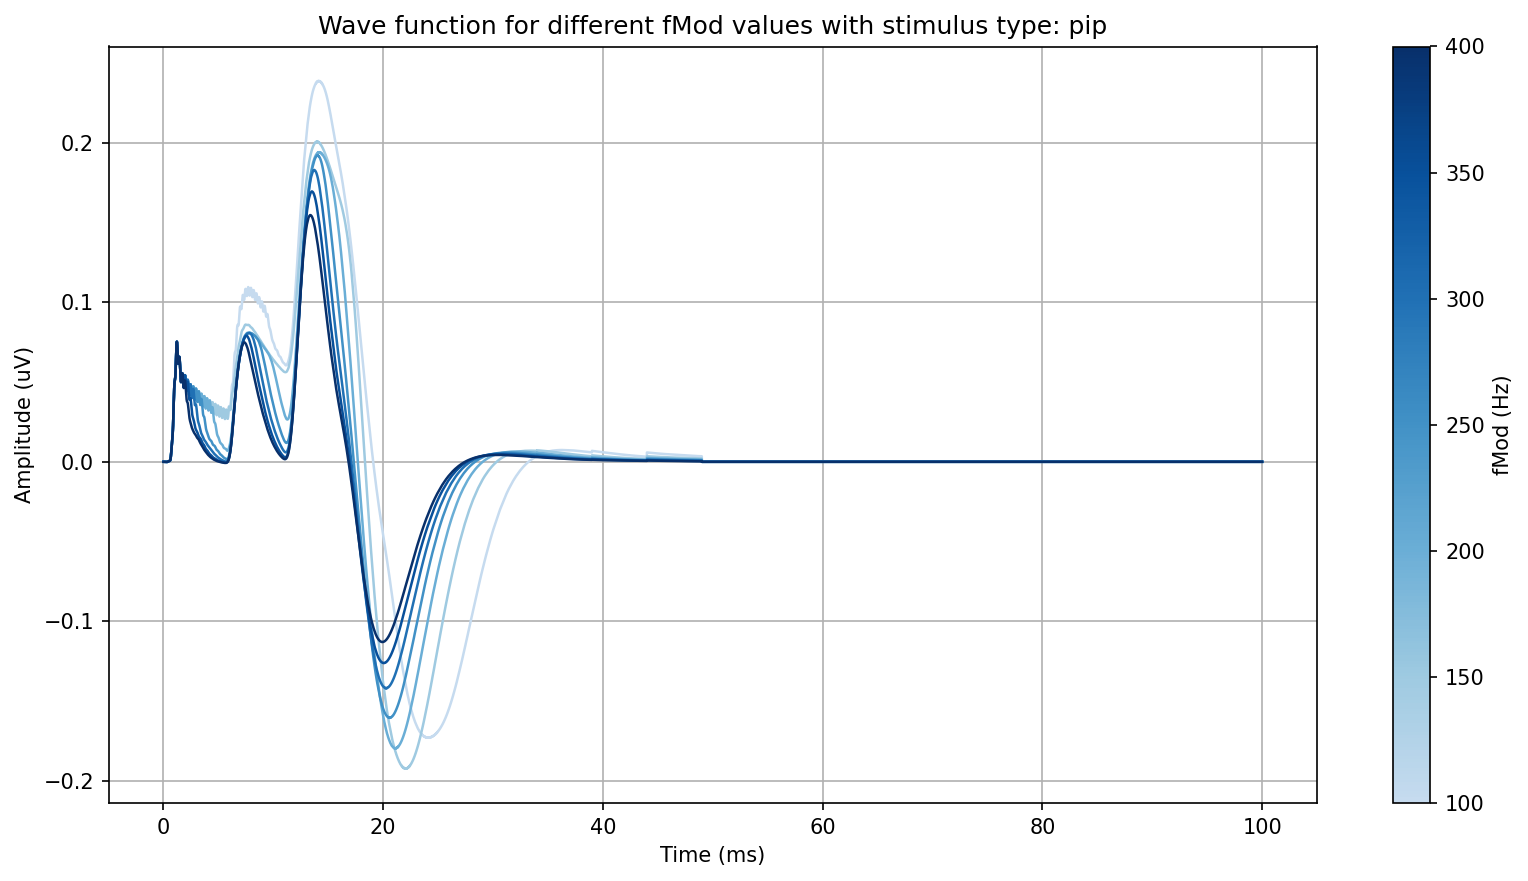 Wave function for different fMod values with stimulus type: pip
Amplitude (uV)
0.2
0.1
0.0
−0.1
−0.2
0 20 40 60 80 100
Time (ms)
400
350
300
250
200
150
100
fMod (Hz)